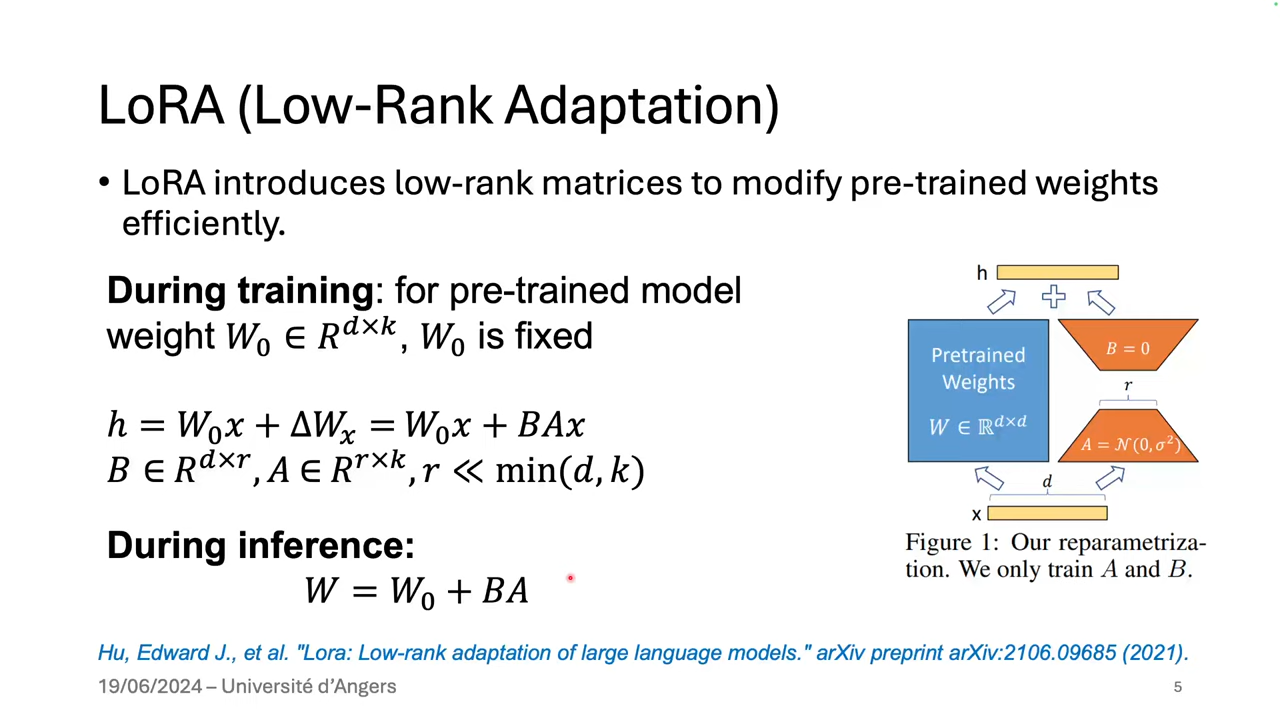 LoRA (Low-Rank Adaptation)
• LoRA introduces low-rank matrices to modify pre-trained weights
efficiently.
During training: for pre-trained model
weight W₀ ∈ R^{d×k}, W₀ is fixed
h = W₀x + ΔWₓ = W₀x + BAx
B ∈ R^{d×r}, A ∈ R^{r×k}, r ≪ min(d, k)
During inference:
W = W₀ + BA
h
Pretrained
Weights
W ∈ ℝ^{d×d}
B = 0
r
A = 𝒩(0, σ²)
d
x
Figure 1: Our reparametriza-
tion. We only train A and B.
Hu, Edward J., et al. "Lora: Low-rank adaptation of large language models." arXiv preprint arXiv:2106.09685 (2021).
19/06/2024 – Université d’Angers
5